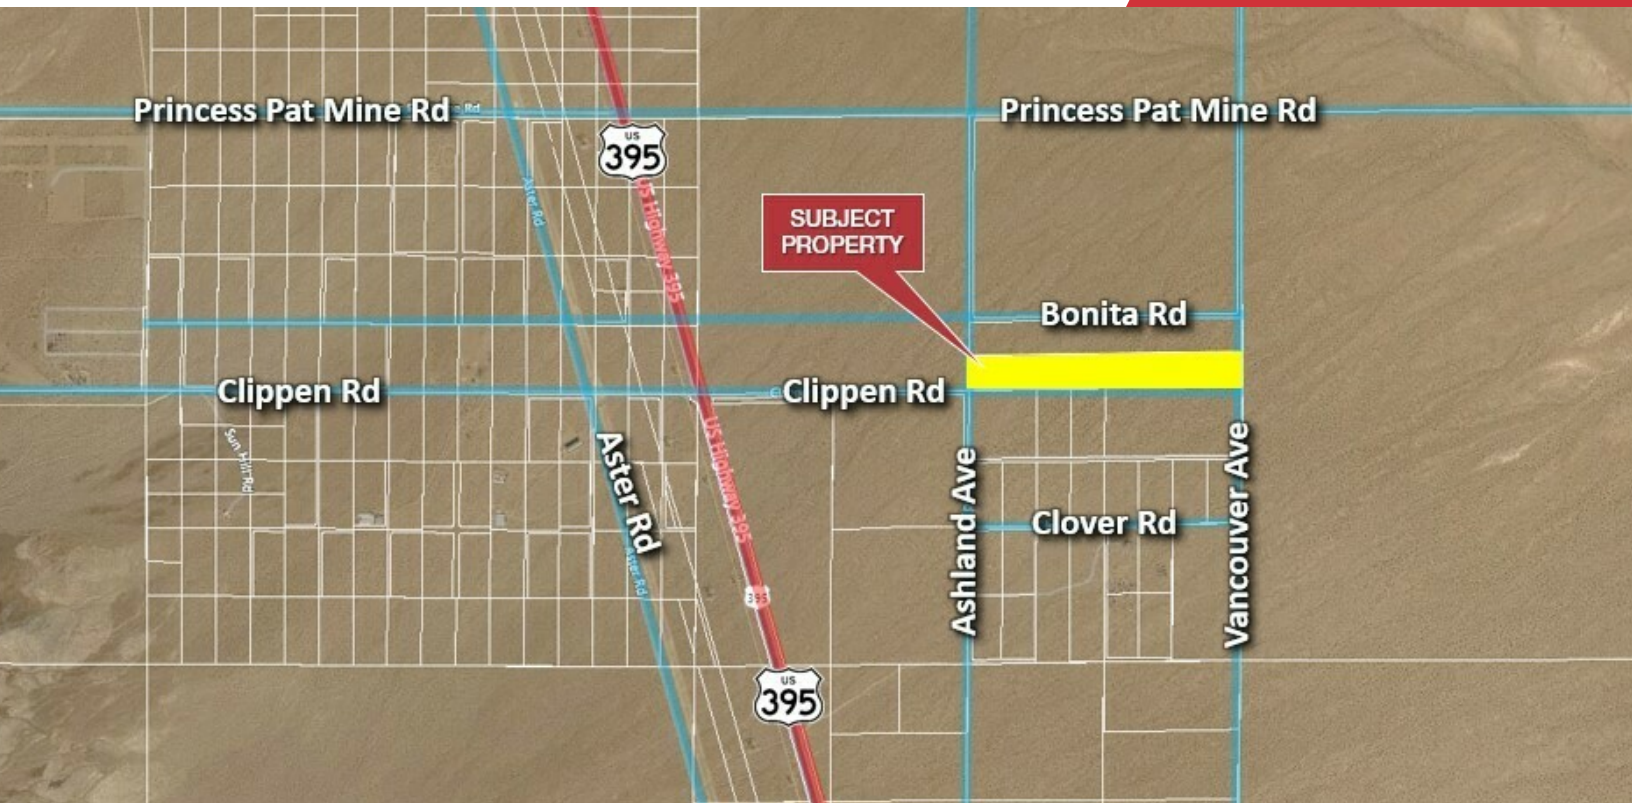 Princess Pat Mine Rd
Rd
Princess Pat Mine Rd
US
395
Aster Rd
US Highway 395
SUBJECT
PROPERTY
Bonita Rd
Clippen Rd
Clippen Rd
Sun Hill Rd
Aster Rd
US Highway 395
Ashland Ave
Vancouver Ave
Clover Rd
Aster Rd
395
US
395